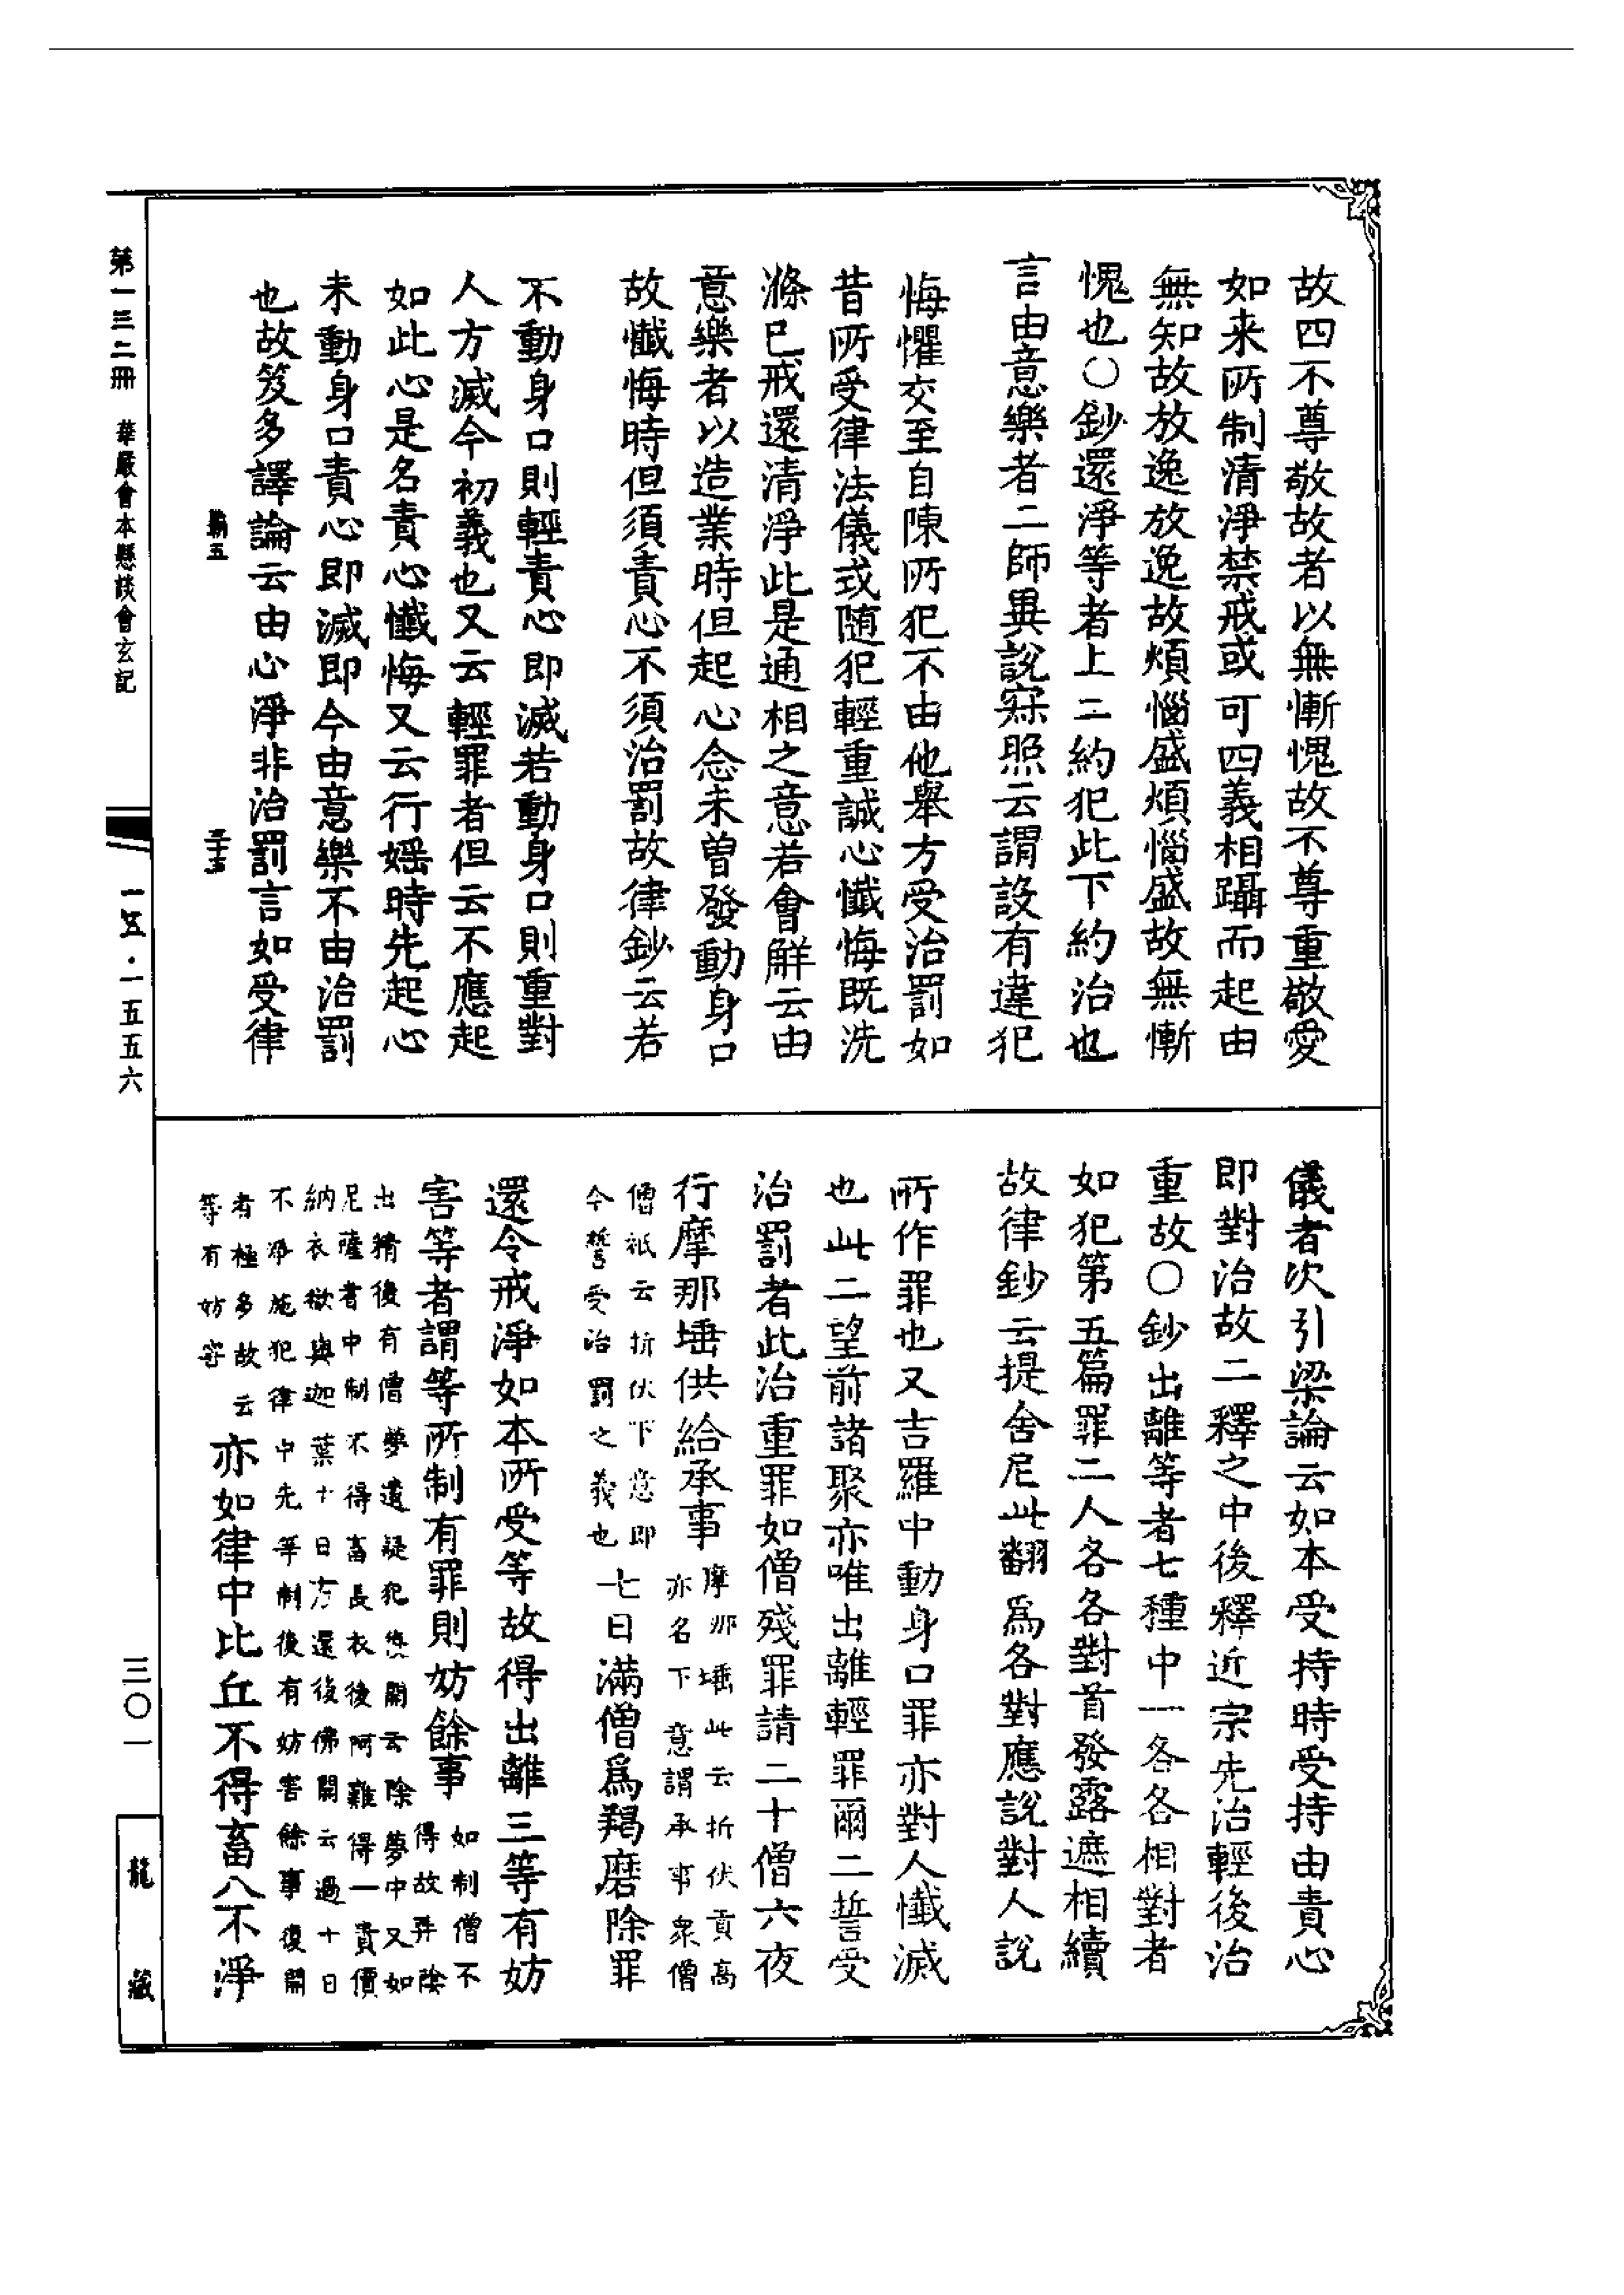 故四不尊敬故者以無慚愧故不尊重敬愛
如来所制清淨禁戒或可四義相躡而起由
無知故放逸放逸故煩惱盛煩惱盛故無慚
愧也〇鈔還淨等者上二約犯此下約治也
言由意樂者二師異說寂照云謂設有違犯
悔懼交至自陳所犯不由他舉方受治罰如
昔所受律法儀或随犯輕重誠心懺悔既洗
滌已戒還清淨此是通相之意若會解云由
意樂者以造業時但起心念未曽發動身口
故懺悔時但須責心不須治罰故律鈔云若
不動身口則輕責心即滅若動身口則重對
人方滅今初義也又云輕罪者但云不應起
如此心是名責心懺悔又云行婬時先起心
未動身口責心即滅即今由意樂不由治罰
也故笈多譯論云由心淨非治罰言如受律
儀者次引梁論云如本受持時受持由責心
即對治故二釋之中後釋近宗先治輕後治
重故〇鈔出離等者七種中一各各相對者
如犯第五篇罪二人各各對首發露遮相續
故律鈔云提舍尼此翻爲各對應說對人說
所作罪也又吉羅中動身口罪亦對人懺滅
也此二望前諸聚亦唯出離輕罪爾二誓受
治罰者此治重罪如僧殘罪請二十僧六夜
行摩那埵供給承事摩那埵此云折伏貢高
亦名下意謂承事衆僧
僧祇云折伏下意即
今誓受治罰之義也七日滿僧爲羯磨除罪
還令戒淨如本所受等故得出離三等有妨
害等者謂等所制有罪則妨餘事如制僧不
得故弄陰
出精後有僧夢遺疑犯佛開云除夢中又如
尼薩耆中制不得畜長衣後阿難得一貴價
納衣欲與迦葉十日方還後佛開云過十日
不淨施犯律中先等制後有妨害餘事復開
者極多故云
等有妨害亦如律中比丘不得畜八不淨
第一三二冊 華嚴會本懸談會玄記
一五·一五五六
三〇一
龍藏